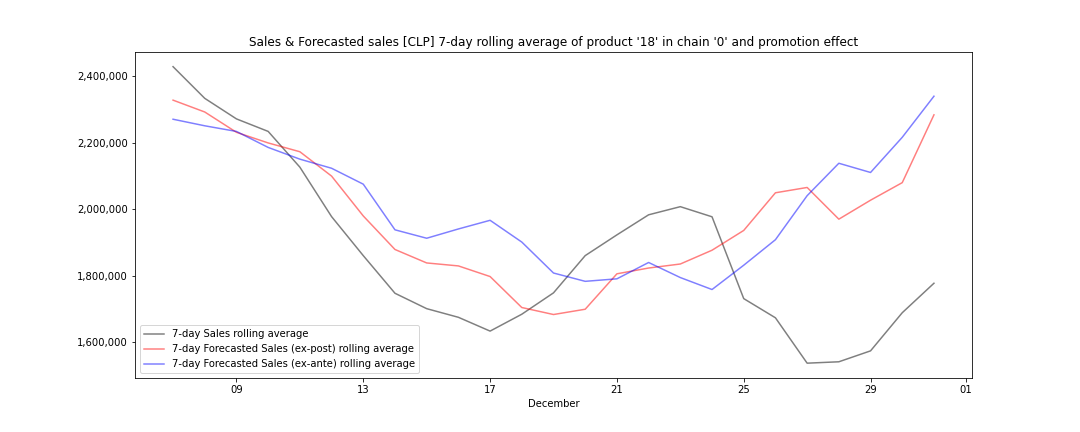 Sales & Forecasted sales [CLP] 7-day rolling average of product '18' in chain '0' and promotion effect
2,400,000
2,200,000
2,000,000
1,800,000
1,600,000
7-day Sales rolling average
7-day Forecasted Sales (ex-post) rolling average
7-day Forecasted Sales (ex-ante) rolling average
09 13 17 21 25 29 01
December